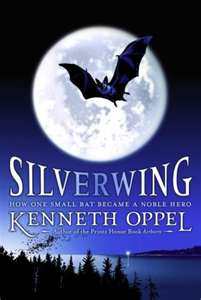 SILVERWING
HOW ONE SMALL BAT BECAME A NOBLE HERO
KENNETH OPPEL
Author of the Printz Honor Book Airborn